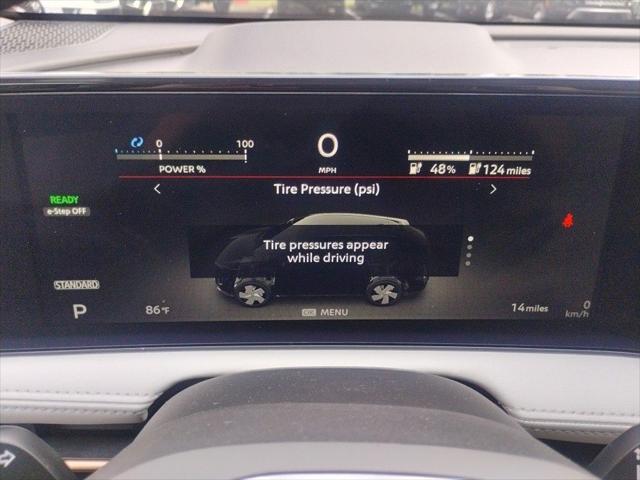 0 100
POWER %
0
MPH
48% 124 miles
Tire Pressure (psi)
READY
e-Step OFF
Tire pressures appear
while driving
STANDARD
P
86°F
OK MENU
14 miles
0
km/h